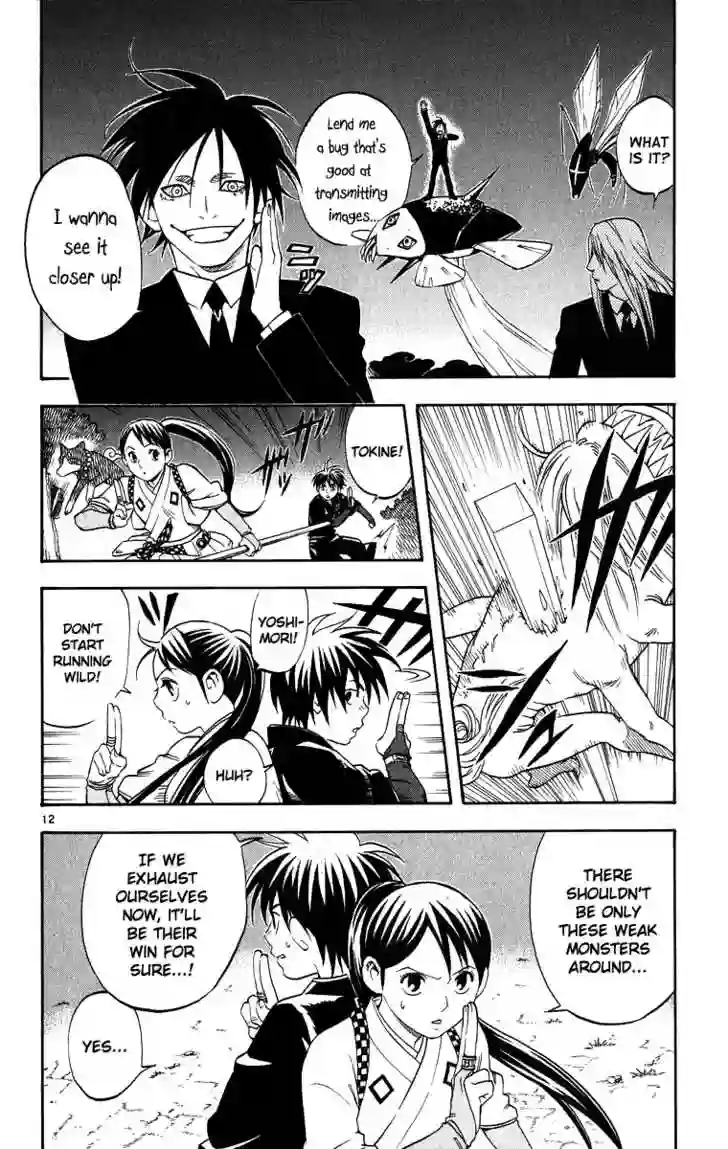 WHAT
IS IT?
Lend me
a bug that's
good at
transmitting
images...
I wanna
see it
closer up!
ニッ
TOKINE!
YOSHI-
MORI!
DON'T
START
RUNNING
WILD!
HUH?
12
THERE
SHOULDN'T
BE ONLY
THESE WEAK
MONSTERS
AROUND...
IF WE
EXHAUST
OURSELVES
NOW, IT'LL
BE THEIR
WIN FOR
SURE...!
YES...